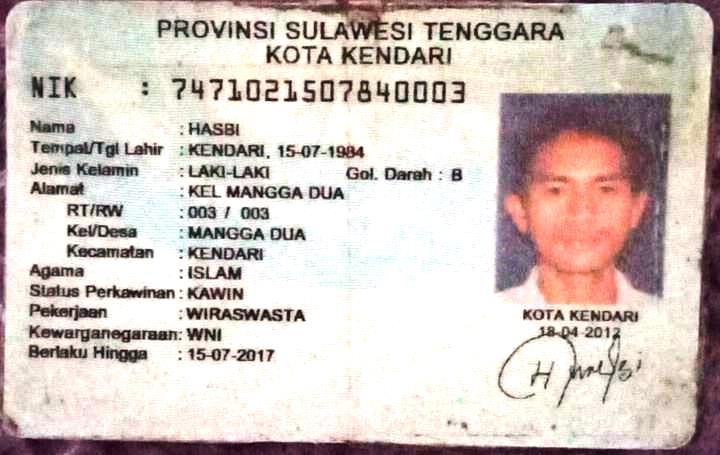 PROVINSI SULAWESI TENGGARA
KOTA KENDARI
NIK : 7471021507840003
Nama : HASBI
Tempat/Tgl Lahir : KENDARI, 15-07-1984
Jenis Kelamin : LAKI-LAKI Gol. Darah : B
Alamat : KEL MANGGA DUA
RT/RW : 003 / 003
Kel/Desa : MANGGA DUA
Kecamatan : KENDARI
Agama : ISLAM
Status Perkawinan : KAWIN
Pekerjaan : WIRASWASTA
Kewarganegaraan: WNI
Berlaku Hingga : 15-07-2017
KOTA KENDARI
18-04-2012